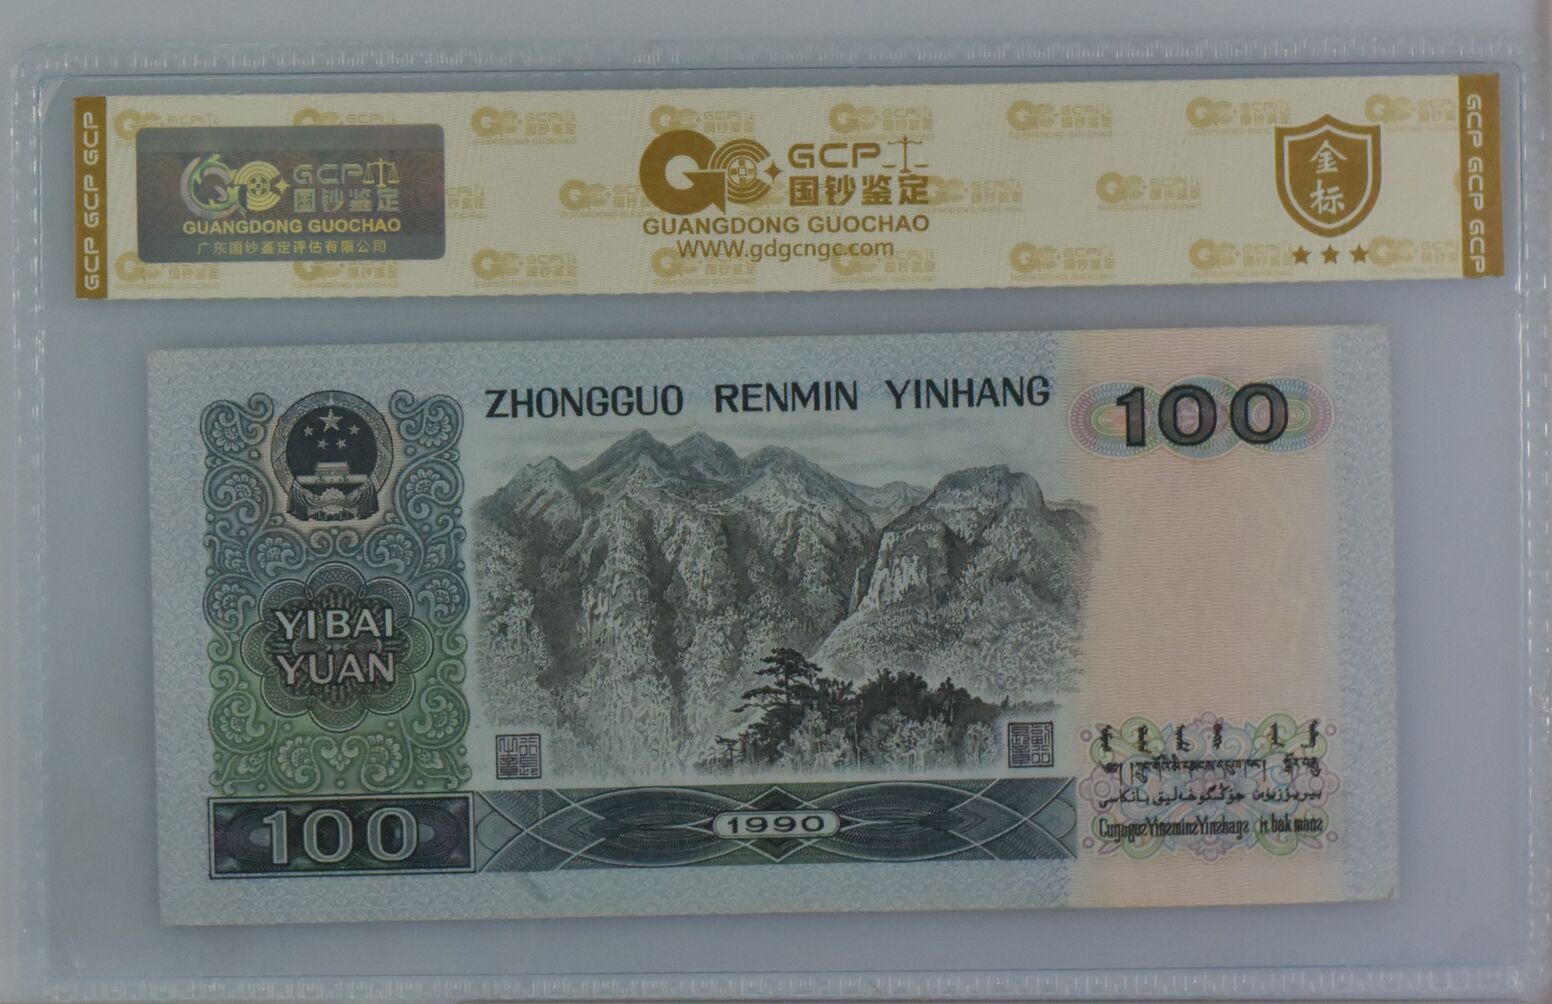 GCP GCP GCP
GCP
国钞鉴定
GUANGDONG GUOCHAO
广东国钞鉴定评估有限公司
GCP
国钞鉴定
GUANGDONG GUOCHAO
WWW.gdgcngc.com
金标
GCP GCP GCP
ZHONGGUO RENMIN YINHANG
100
YI BAI
YUAN
100
1990